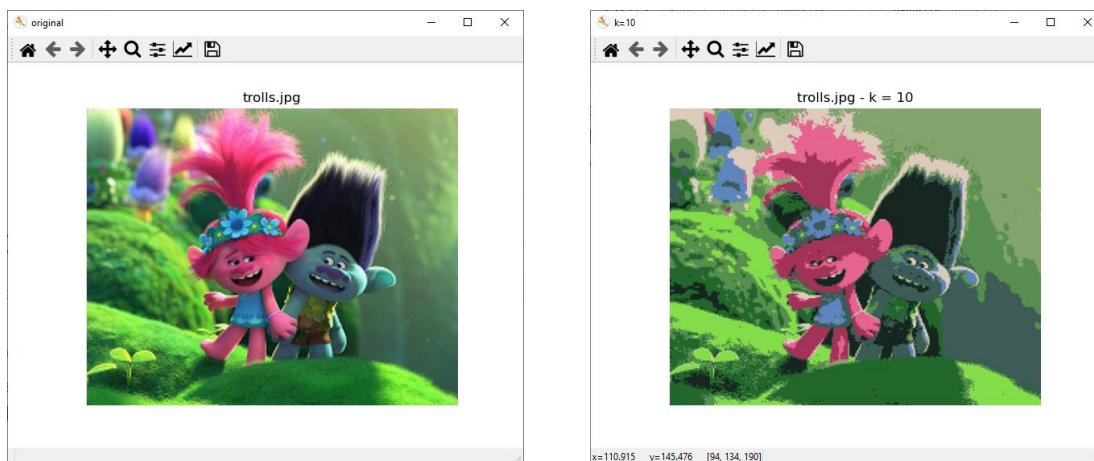 original
trolls.jpg
k=10
trolls.jpg - k = 10
x=110.915 y=145.476 [94, 134, 190]